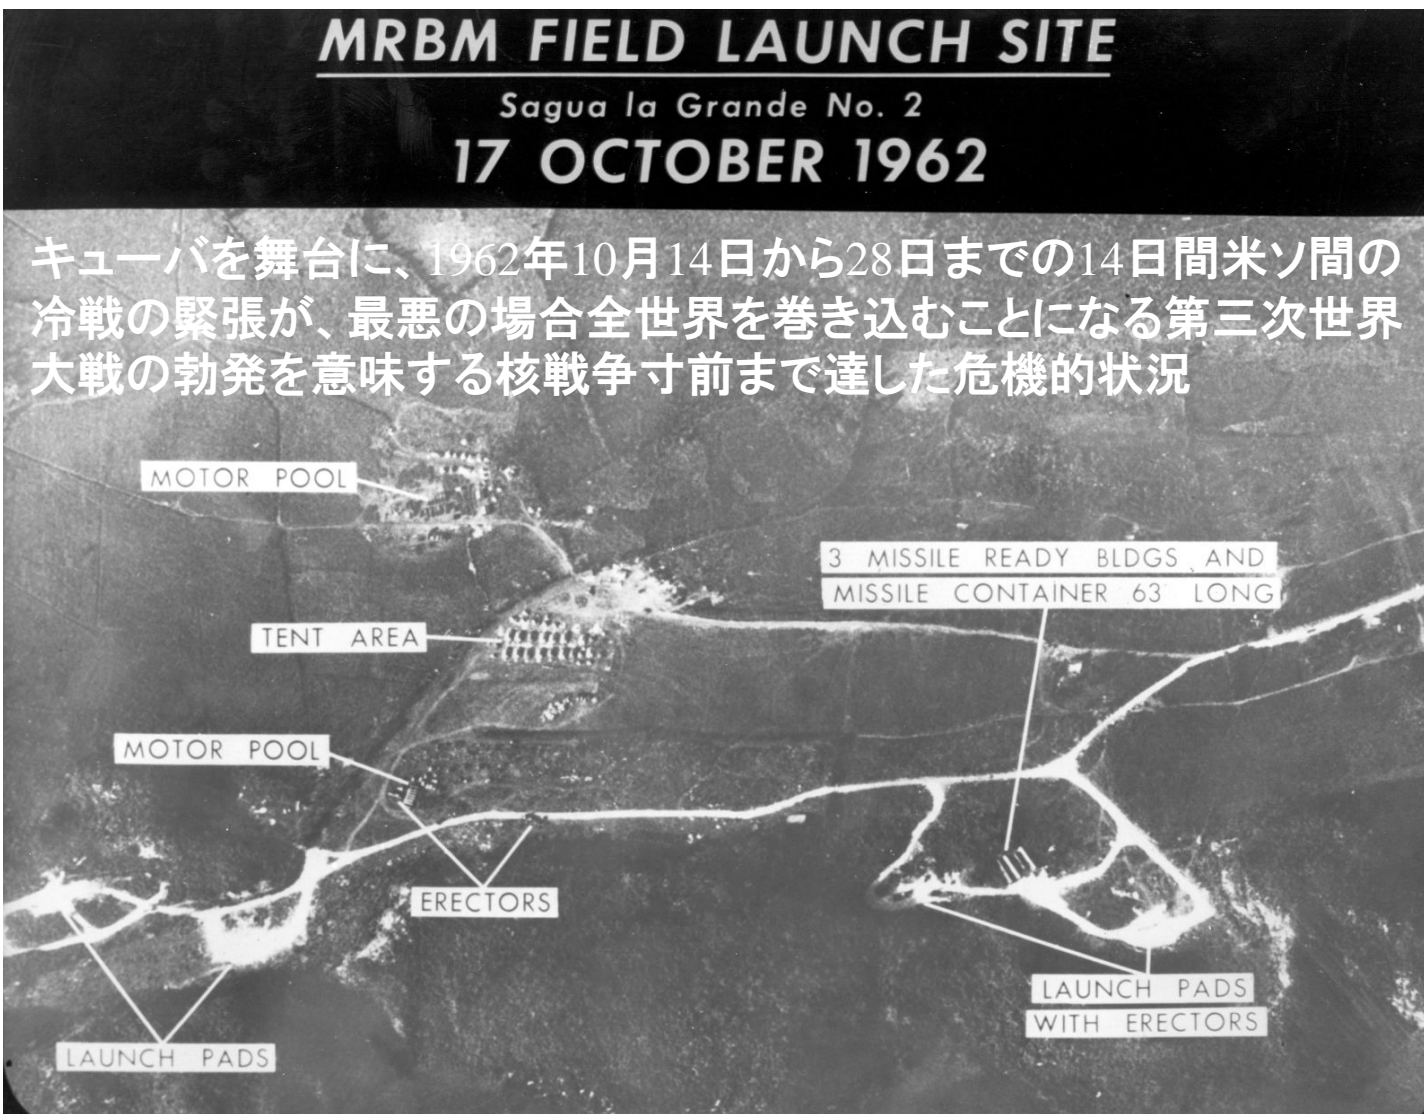 MRBM FIELD LAUNCH SITE
Sagua la Grande No. 2
17 OCTOBER 1962
キューバを舞台に、1962年10月14日から28日までの14日間米ソ間の
冷戦の緊張が、最悪の場合全世界を巻き込むことになる第三次世界
大戦の勃発を意味する核戦争寸前まで達した危機的状況
MOTOR POOL
3 MISSILE READY BLDGS AND
MISSILE CONTAINER 63' LONG
TENT AREA
MOTOR POOL
ERECTORS
LAUNCH PADS
WITH ERECTORS
LAUNCH PADS